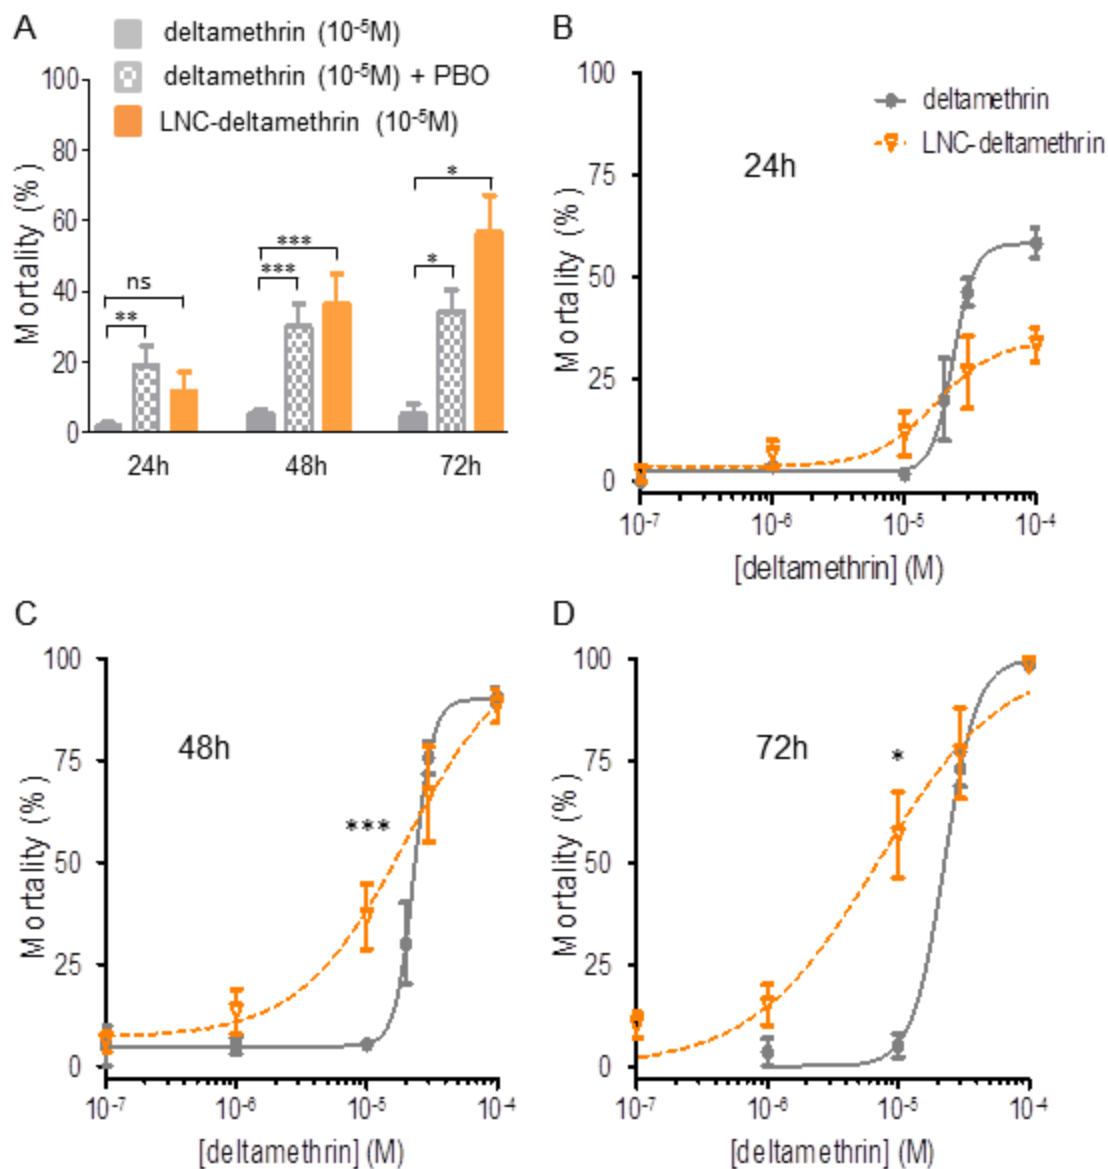 A
deltamethrin (10⁻⁵M)
deltamethrin (10⁻⁵M) + PBO
LNC-deltamethrin (10⁻⁵M)
Mortality (%)
100
80
60
40
20
0
ns
**
***
***
*
*
24h
48h
72h
B
deltamethrin
LNC-deltamethrin
24h
Mortality (%)
100
75
50
25
0
10⁻⁷
10⁻⁶
10⁻⁵
10⁻⁴
[deltamethrin] (M)
C
48h
***
Mortality (%)
100
75
50
25
0
10⁻⁷
10⁻⁶
10⁻⁵
10⁻⁴
[deltamethrin] (M)
D
72h
*
Mortality (%)
100
75
50
25
0
10⁻⁷
10⁻⁶
10⁻⁵
10⁻⁴
[deltamethrin] (M)